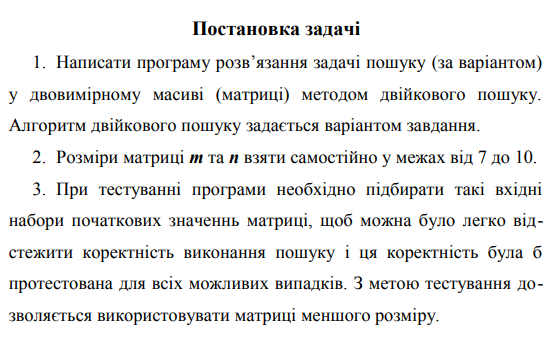 Постановка задачі
1. Написати програму розв’язання задачі пошуку (за варіантом)
у двовимірному масиві (матриці) методом двійкового пошуку.
Алгоритм двійкового пошуку задається варіантом завдання.
2. Розміри матриці m та n взяти самостійно у межах від 7 до 10.
3. При тестуванні програми необхідно підбирати такі вхідні
набори початкових значеннь матриці, щоб можна було легко від-
стежити коректність виконання пошуку і ця коректність була б
протестована для всіх можливих випадків. З метою тестування до-
зволяється використовувати матриці меншого розміру.